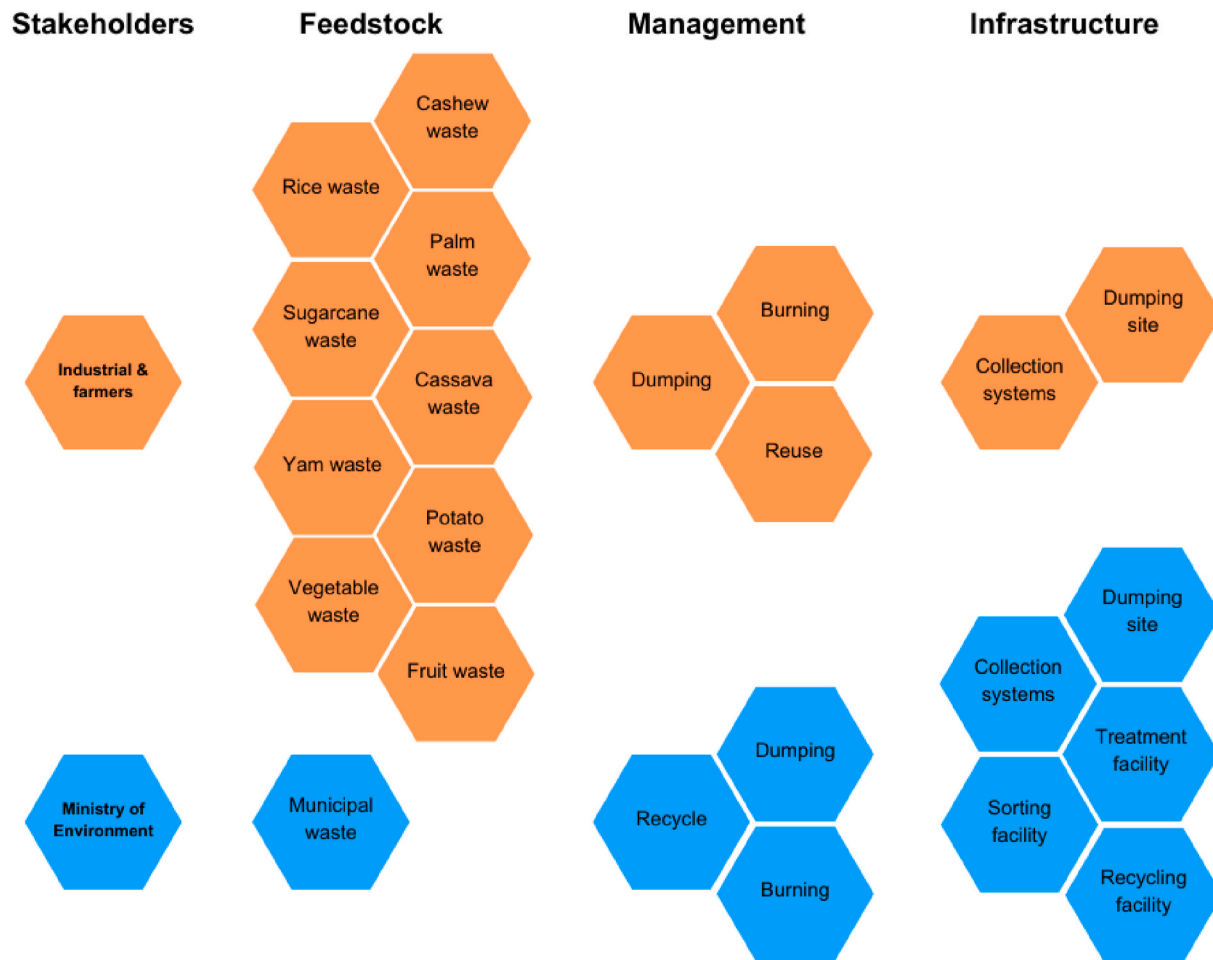 Stakeholders
Feedstock
Management
Infrastructure
Industrial &
farmers
Cashew
waste
Rice waste
Palm
waste
Sugarcane
waste
Cassava
waste
Yam waste
Potato
waste
Vegetable
waste
Fruit waste
Burning
Dumping
Reuse
Dumping
site
Collection
systems
Ministry of
Environment
Municipal
waste
Dumping
Recycle
Burning
Dumping
site
Collection
systems
Treatment
facility
Sorting
facility
Recycling
facility